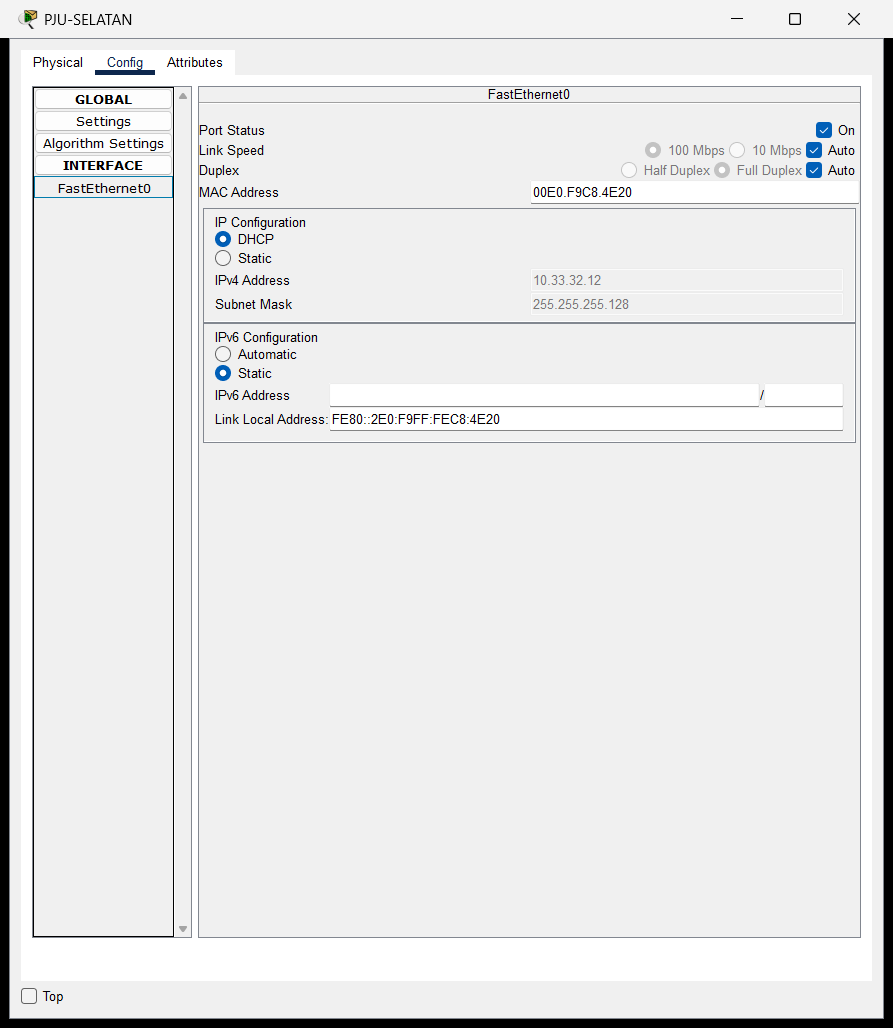 PJU-SELATAN
Physical Config Attributes
GLOBAL
Settings
Algorithm Settings
INTERFACE
FastEthernet0
FastEthernet0
Port Status On
Link Speed 100 Mbps 10 Mbps Auto
Duplex Half Duplex Full Duplex Auto
MAC Address 00E0.F9C8.4E20
IP Configuration
DHCP
Static
IPv4 Address 10.33.32.12
Subnet Mask 255.255.255.128
IPv6 Configuration
Automatic
Static
IPv6 Address /
Link Local Address: FE80::2E0:F9FF:FEC8:4E20
Top